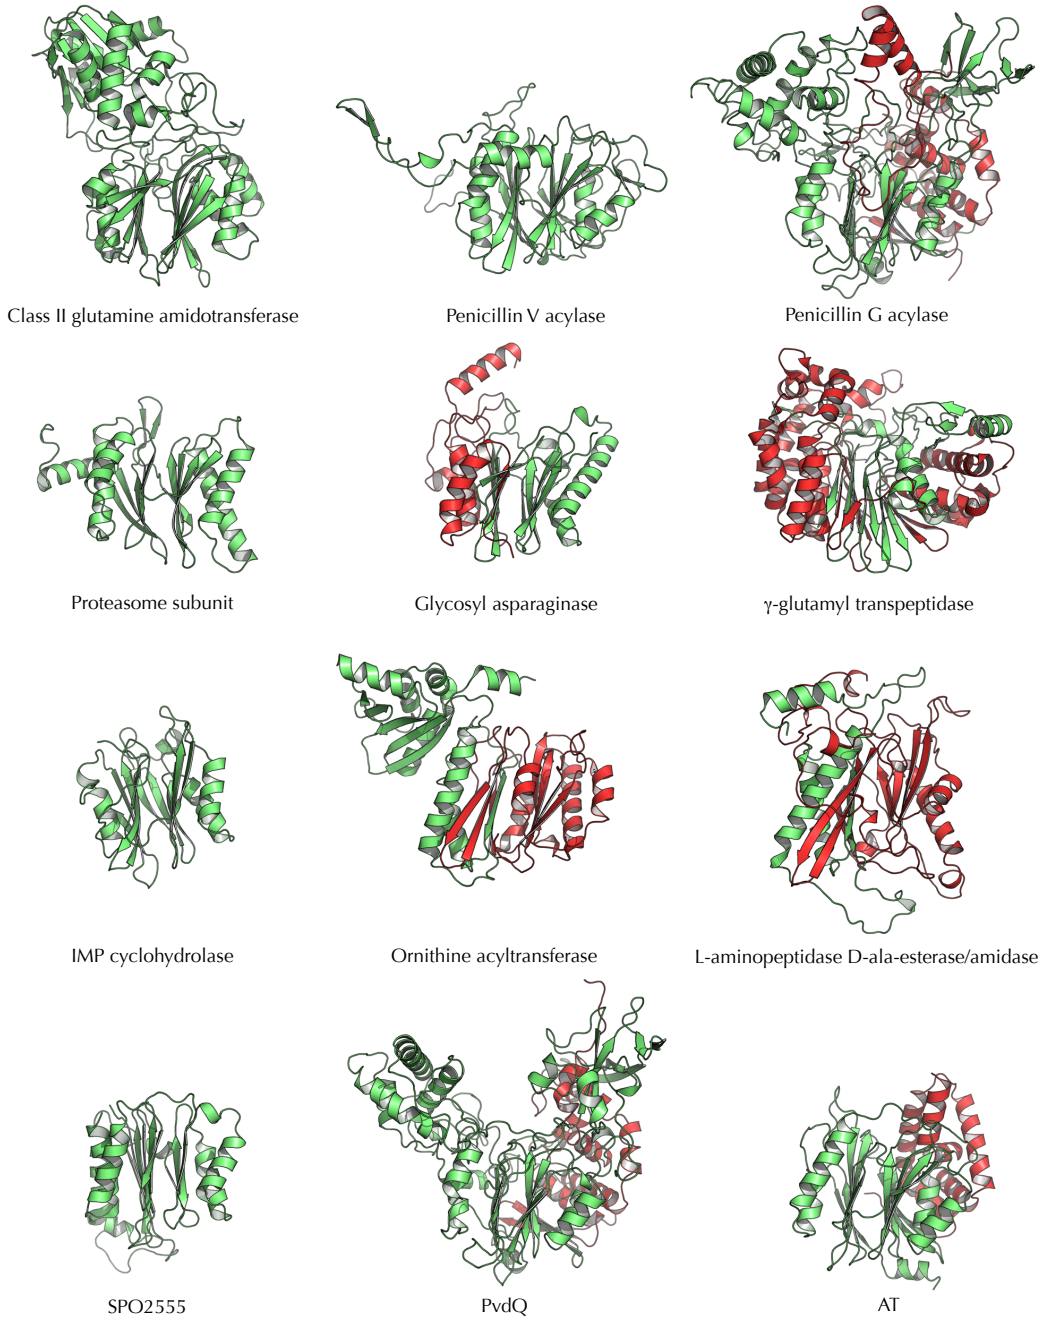 Class II glutamine amidotransferase
Penicillin V acylase
Penicillin G acylase
Proteasome subunit
Glycosyl asparaginase
γ-glutamyl transpeptidase
IMP cyclohydrolase
Ornithine acyltransferase
L-aminopeptidase D-ala-esterase/amidase
SPO2555
PvdQ
AT